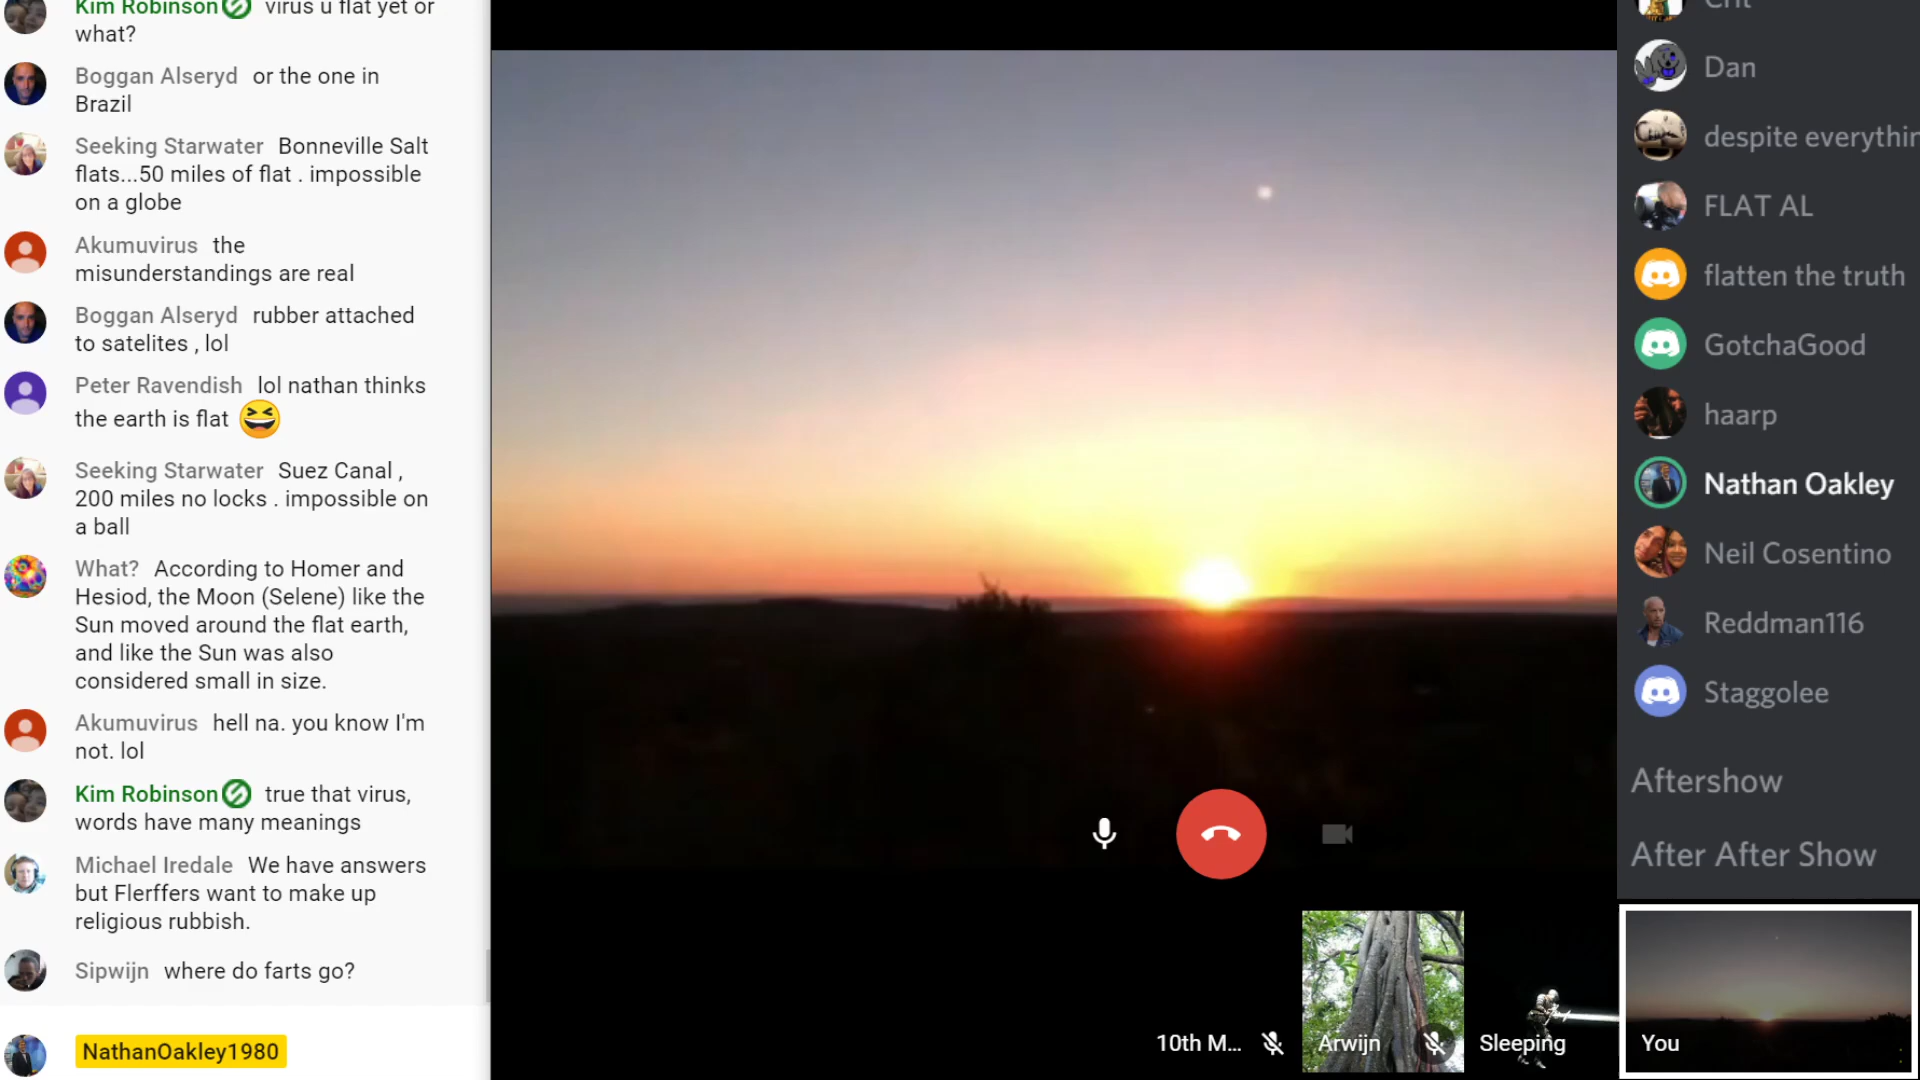 Kim Robinson virus u flat yet or
what?
Boggan Alseryd or the one in
Brazil
Seeking Starwater Bonneville Salt
flats...50 miles of flat . impossible
on a globe
Akumuvirus the
misunderstandings are real
Boggan Alseryd rubber attached
to satelites , lol
Peter Ravendish lol nathan thinks
the earth is flat
Seeking Starwater Suez Canal ,
200 miles no locks . impossible on
a ball
What? According to Homer and
Hesiod, the Moon (Selene) like the
Sun moved around the flat earth,
and like the Sun was also
considered small in size.
Akumuvirus hell na. you know I'm
not. lol
Kim Robinson true that virus,
words have many meanings
Michael Iredale We have answers
but Flerffers want to make up
religious rubbish.
Sipwijn where do farts go?
NathanOakley1980
10th M...
Arwijn
Sleeping
You
Dan
despite everythin
FLAT AL
flatten the truth
GotchaGood
haarp
Nathan Oakley
Neil Cosentino
Reddman116
Staggolee
Aftershow
After After Show